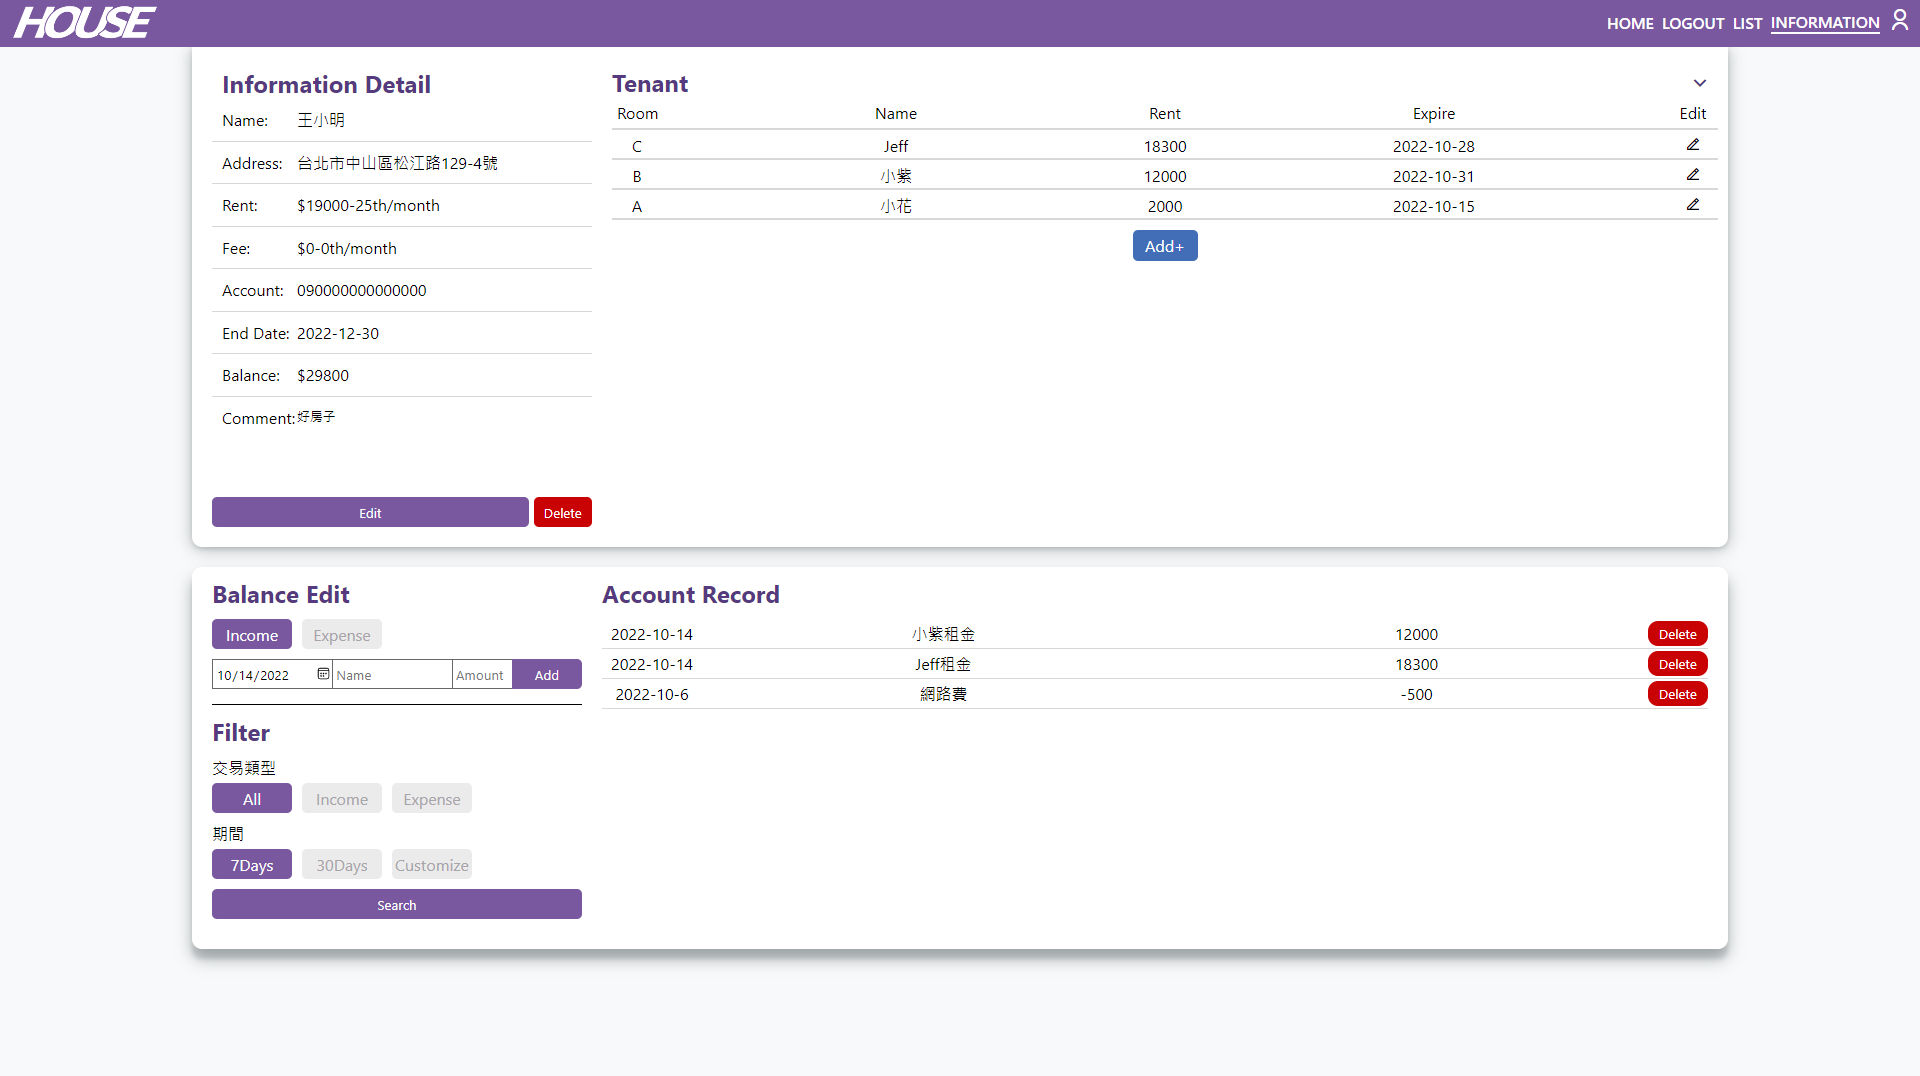 HOUSE
HOME LOGOUT LIST INFORMATION
Information Detail
Name: 王小明
Address: 台北市中山區松江路129-4號
Rent: $19000-25th/month
Fee: $0-0th/month
Account: 090000000000000
End Date: 2022-12-30
Balance: $29800
Comment: 好房子
Edit Delete
Tenant
Room Name Rent Expire Edit
C Jeff 18300 2022-10-28
B 小紫 12000 2022-10-31
A 小花 2000 2022-10-15
Add+
Balance Edit
Income Expense
10/14/2022 Name Amount Add
Filter
交易類型
All Income Expense
期間
7Days 30Days Customize
Search
Account Record
2022-10-14 小紫租金 12000 Delete
2022-10-14 Jeff租金 18300 Delete
2022-10-6 網路費 -500 Delete